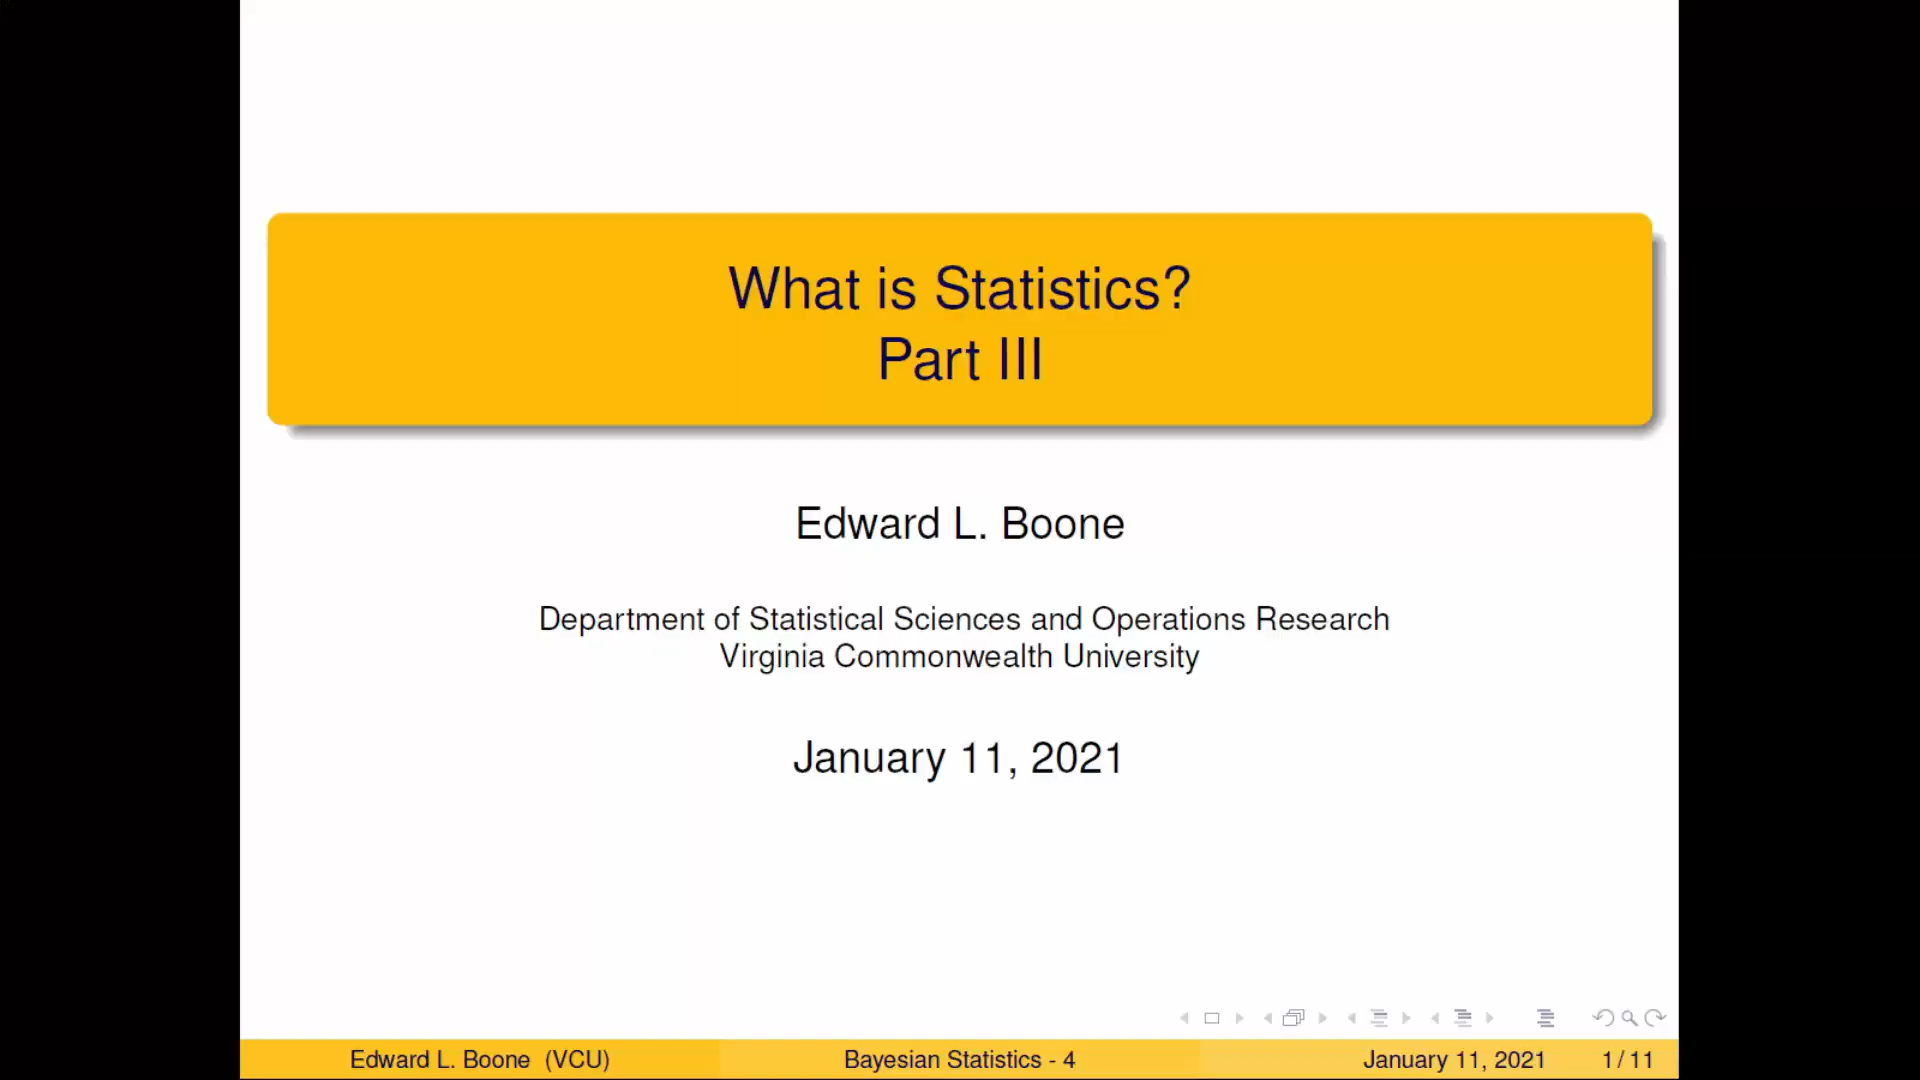 What is Statistics?
Part III
Edward L. Boone
Department of Statistical Sciences and Operations Research
Virginia Commonwealth University
January 11, 2021
Edward L. Boone (VCU)
Bayesian Statistics - 4
January 11, 2021
1 / 11